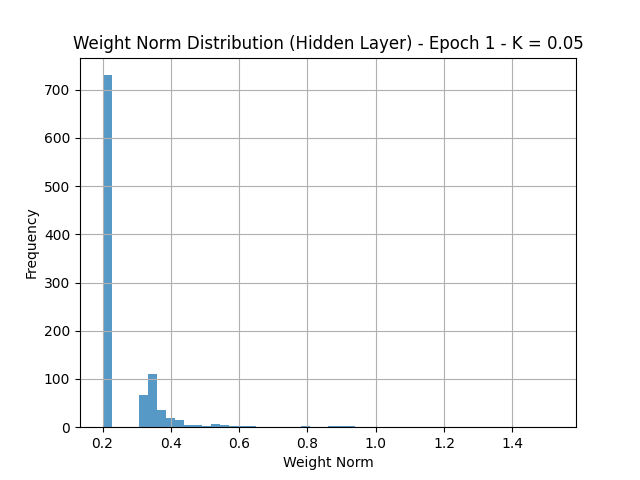 Weight Norm Distribution (Hidden Layer) - Epoch 1 - K = 0.05
Frequency
700
600
500
400
300
200
100
0
0.2 0.4 0.6 0.8 1.0 1.2 1.4
Weight Norm